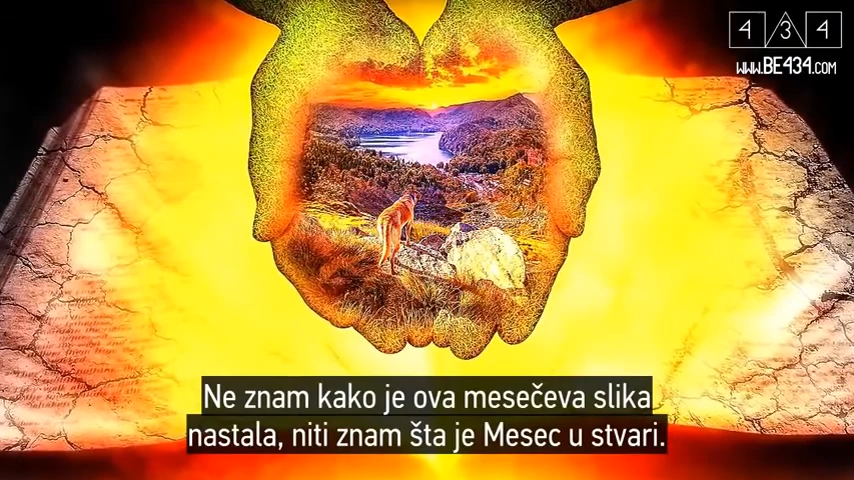 4 3 4
www.BE434.com
Ne znam kako je ova mesečeva slika
nastala, niti znam šta je Mesec u stvari.